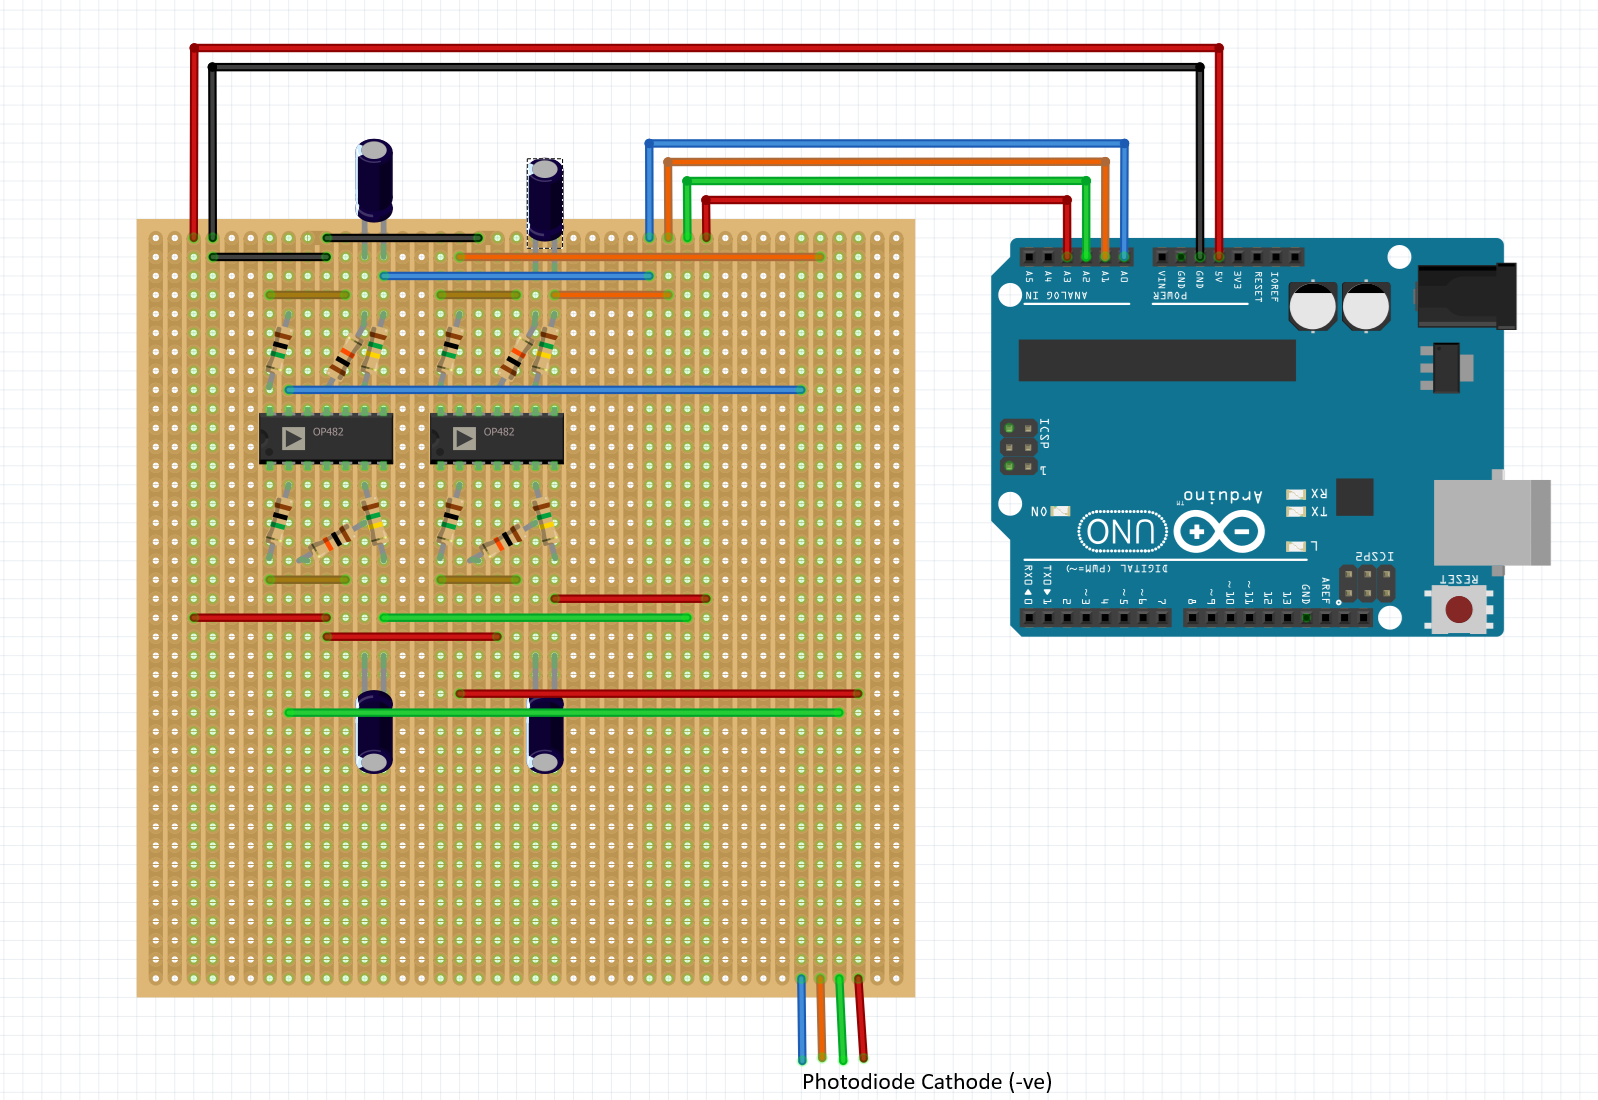 OP482
OP482
A5
A4
A3
A2
A1
A0
VIN
GND
GND
5V
3V3
RESET
IOREF
ANALOG IN
POWER
ICSP
1
ON
UNO
Arduino
™
RX
TX
L
ICSP2
RESET
DIGITAL (PWM=~)
RX0 ◄ 0
TX0 ► 1
2
~3
4
~5
~6
7
8
~9
~10
~11
12
13
GND
AREF
Photodiode Cathode (-ve)